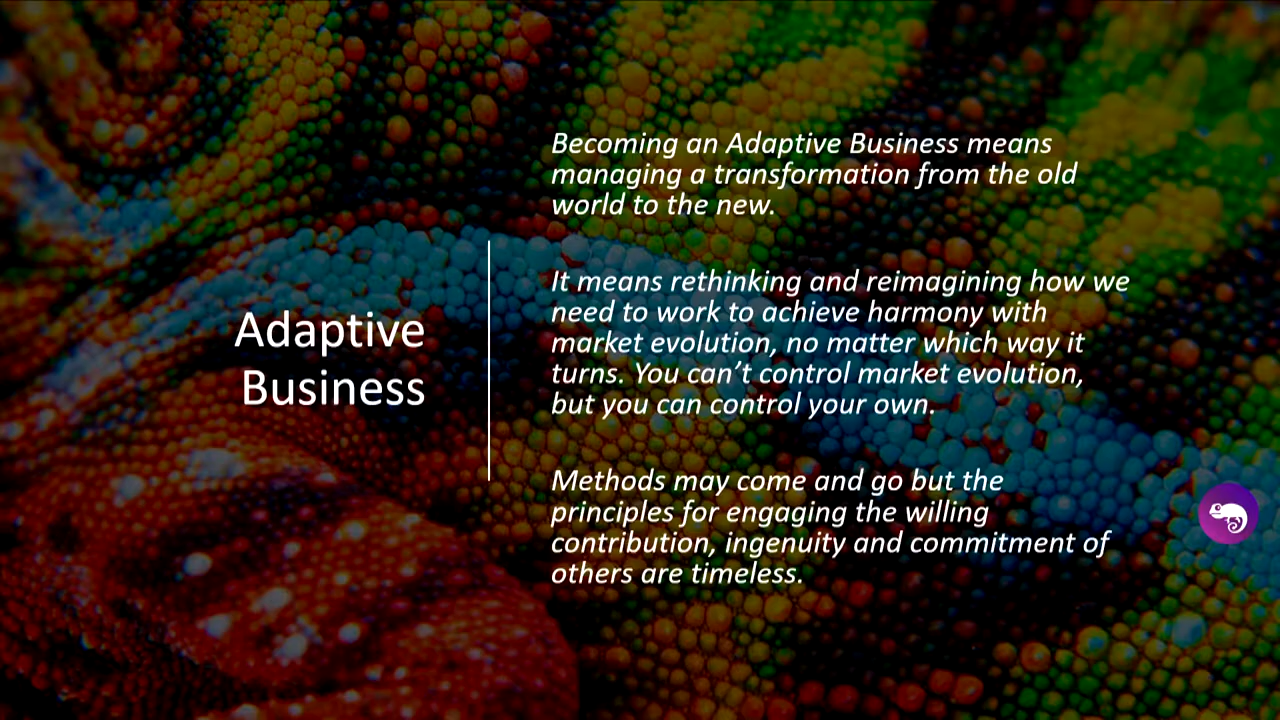 Adaptive
Business
Becoming an Adaptive Business means
managing a transformation from the old
world to the new.
It means rethinking and reimagining how we
need to work to achieve harmony with
market evolution, no matter which way it
turns. You can’t control market evolution,
but you can control your own.
Methods may come and go but the
principles for engaging the willing
contribution, ingenuity and commitment of
others are timeless.